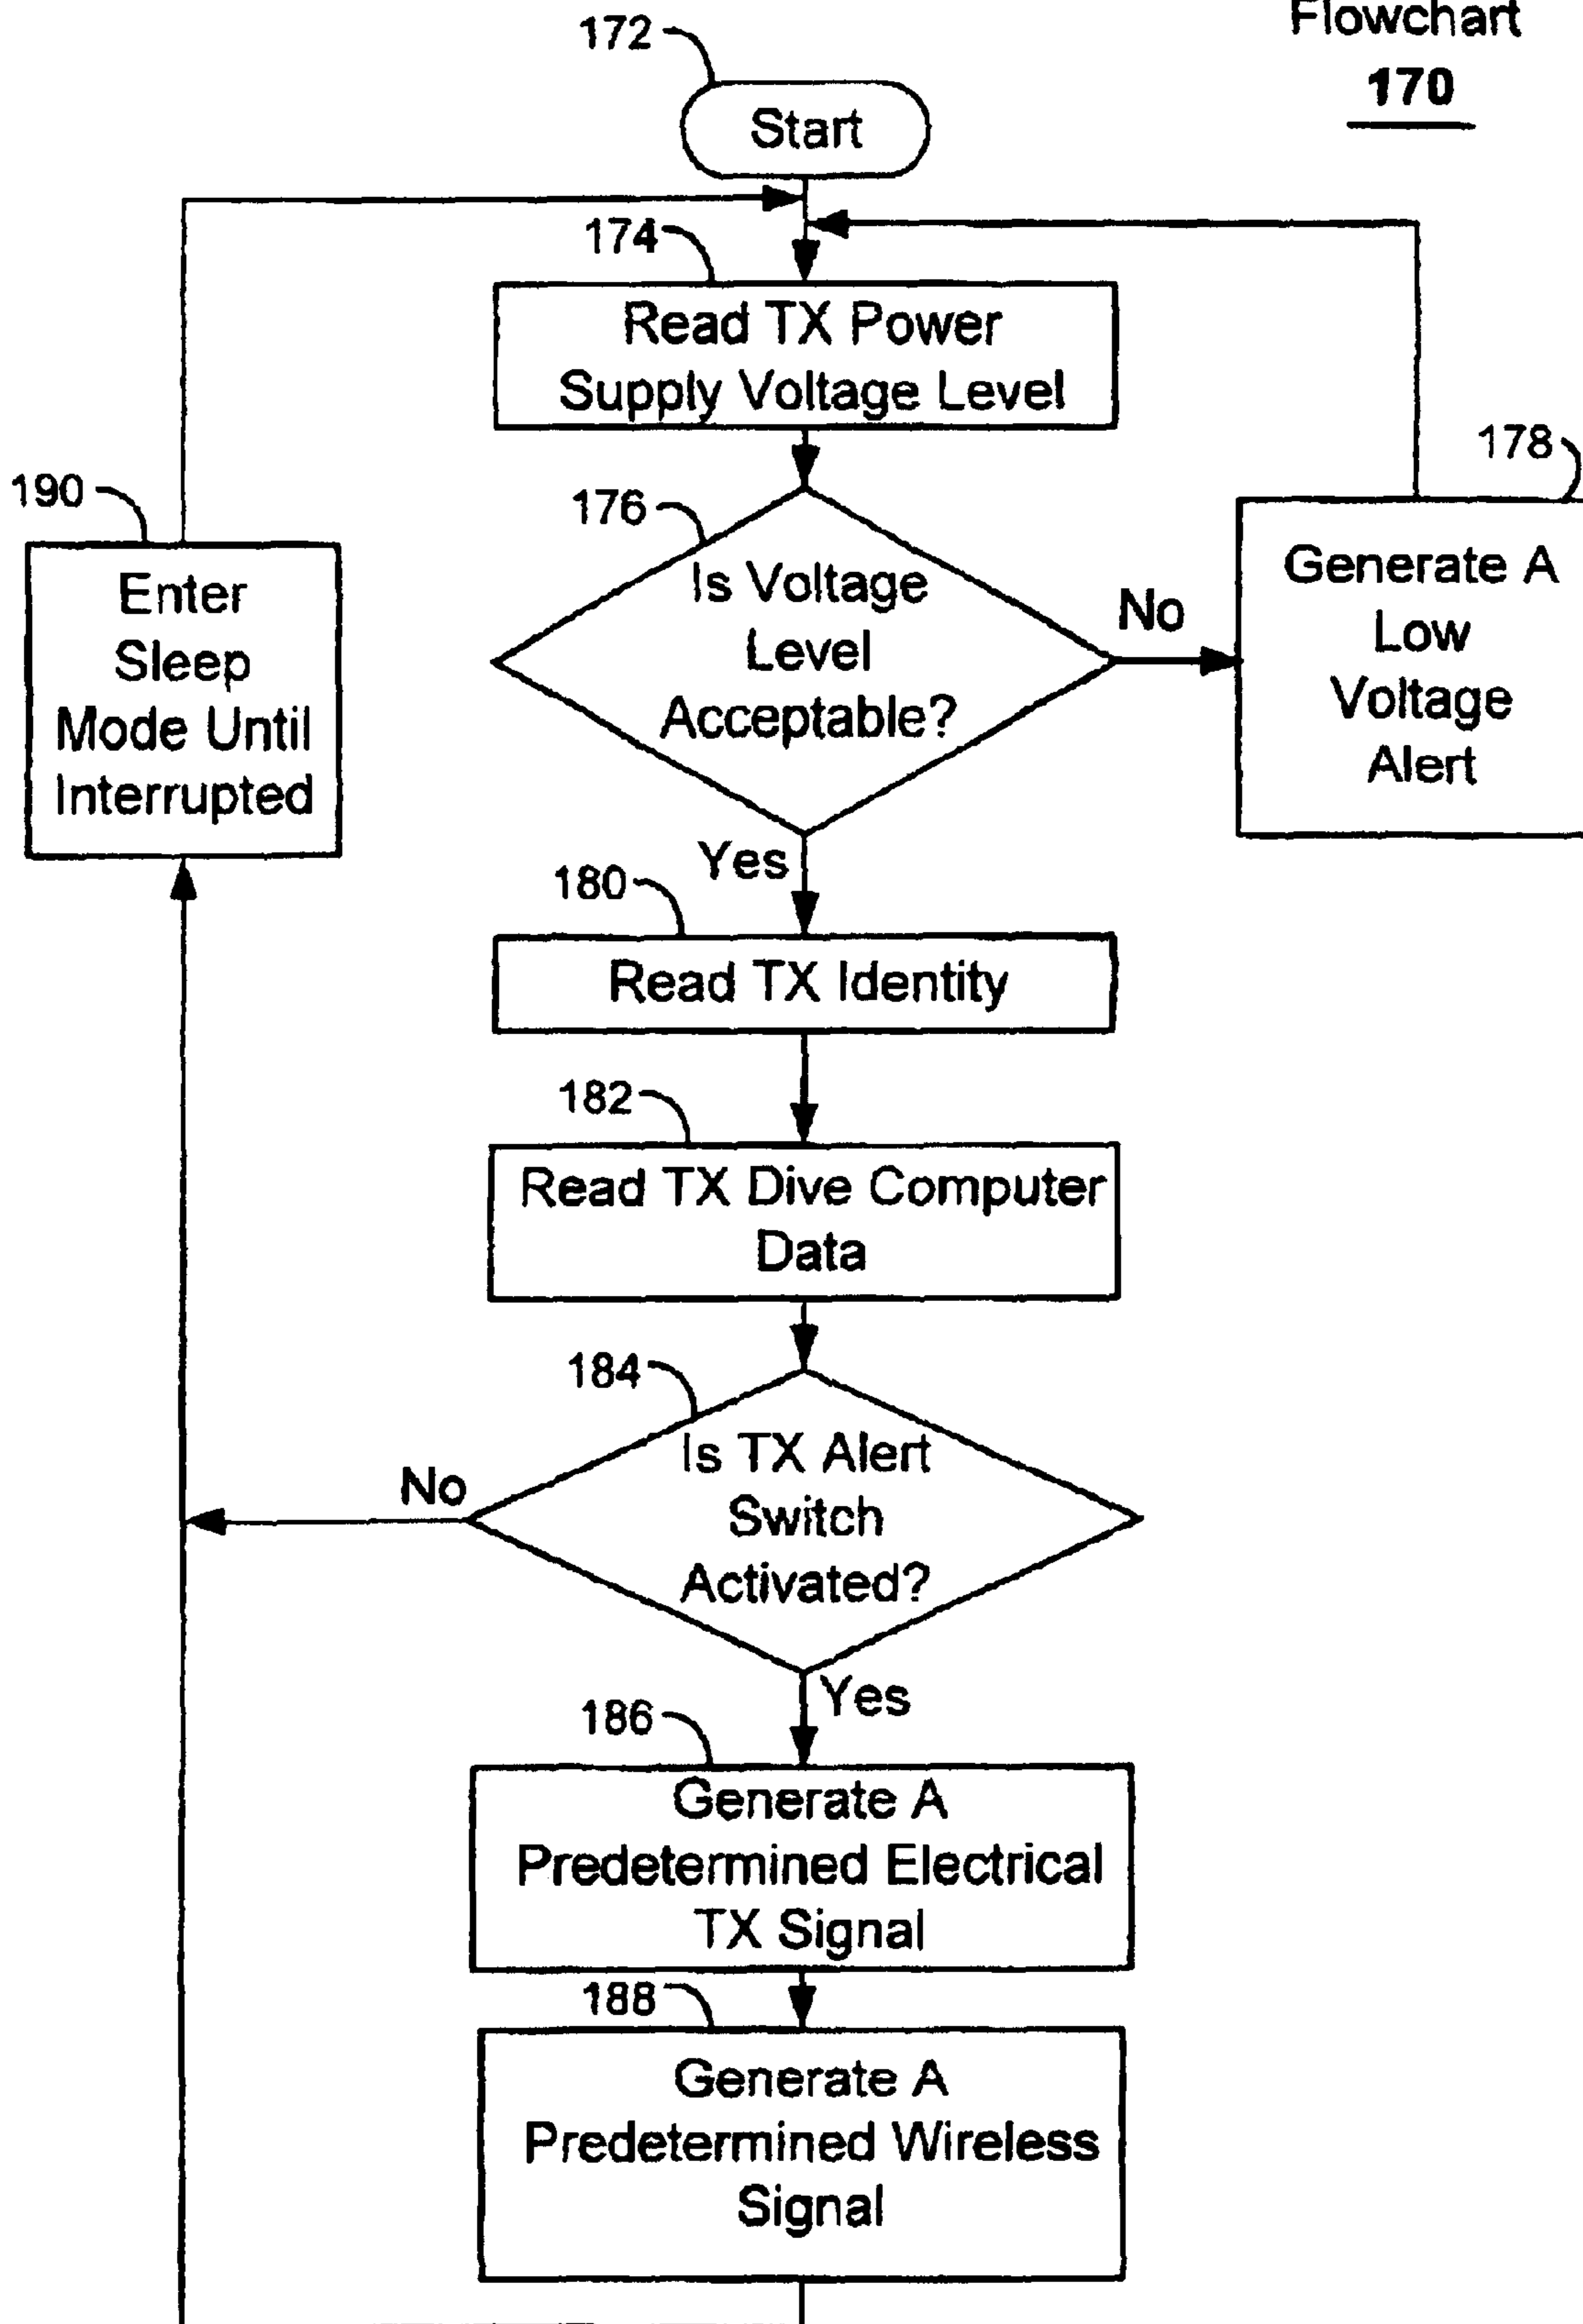 Flowchart
170
172
Start
174
Read TX Power
Supply Voltage Level
190
Enter
Sleep
Mode Until
Interrupted
176
Is Voltage
Level
Acceptable?
No
178
Generate A
Low
Voltage
Alert
Yes
180
Read TX Identity
182
Read TX Dive Computer
Data
184
Is TX Alert
Switch
Activated?
No
Yes
186
Generate A
Predetermined Electrical
TX Signal
188
Generate A
Predetermined Wireless
Signal